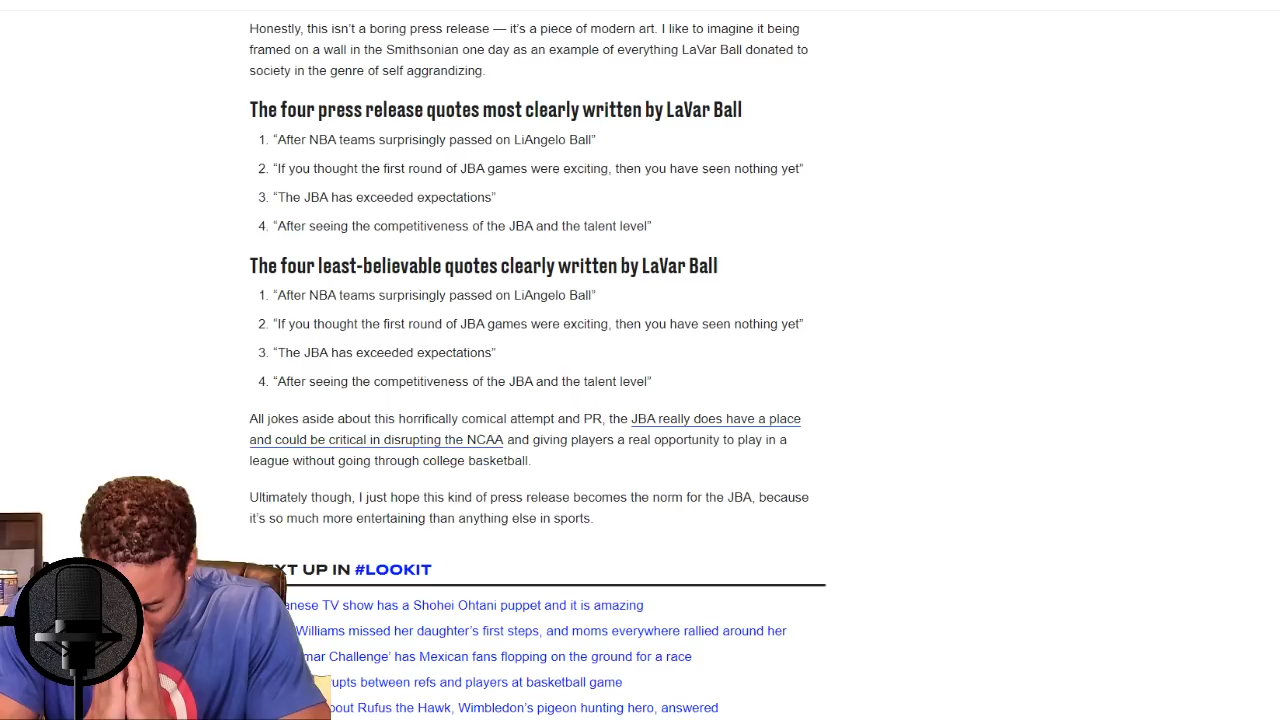 Honestly, this isn’t a boring press release — it’s a piece of modern art. I like to imagine it being
framed on a wall in the Smithsonian one day as an example of everything LaVar Ball donated to
society in the genre of self aggrandizing.
The four press release quotes most clearly written by LaVar Ball
1. “After NBA teams surprisingly passed on LiAngelo Ball”
2. “If you thought the first round of JBA games were exciting, then you have seen nothing yet”
3. “The JBA has exceeded expectations”
4. “After seeing the competitiveness of the JBA and the talent level”
The four least-believable quotes clearly written by LaVar Ball
1. “After NBA teams surprisingly passed on LiAngelo Ball”
2. “If you thought the first round of JBA games were exciting, then you have seen nothing yet”
3. “The JBA has exceeded expectations”
4. “After seeing the competitiveness of the JBA and the talent level”
All jokes aside about this horrifically comical attempt and PR, the JBA really does have a place
and could be critical in disrupting the NCAA and giving players a real opportunity to play in a
league without going through college basketball.
Ultimately though, I just hope this kind of press release becomes the norm for the JBA, because
it’s so much more entertaining than anything else in sports.
UP IN #LOOKIT
TV show has a Shohei Ohtani puppet and it is amazing
Williams missed her daughter’s first steps, and moms everywhere rallied around her
Challenge’ has Mexican fans flopping on the ground for a race
between refs and players at basketball game
Rufus the Hawk, Wimbledon’s pigeon hunting hero, answered